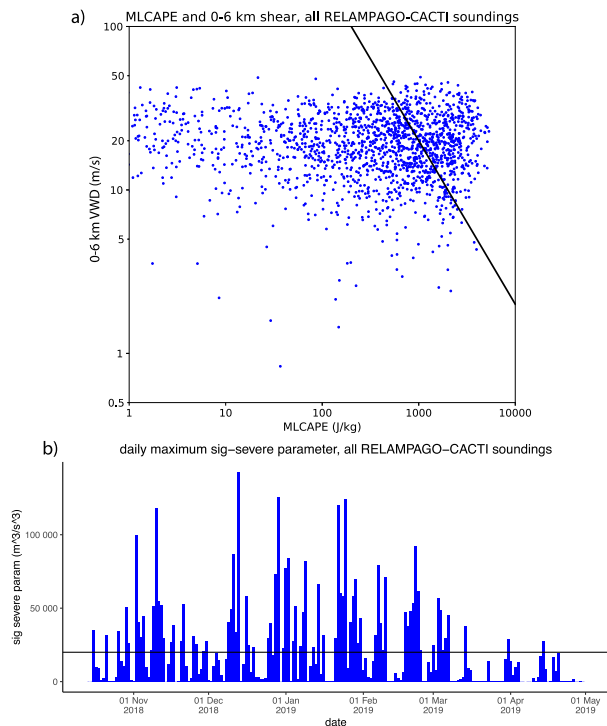 a)
MLCAPE and 0-6 km shear, all RELAMPAGO-CACTI soundings
100
50
20
10
5
1
0.5
0-6 km VWD (m/s)
1 10 100 1000 10000
MLCAPE (J/kg)
b)
daily maximum sig-severe parameter, all RELAMPAGO-CACTI soundings
100 000
50 000
0
sig severe param (m^3/s^3)
01 Nov 01 Dec 01 Jan 01 Feb 01 Mar 01 Apr 01 May
2018 2018 2019 2019 2019 2019 2019
date